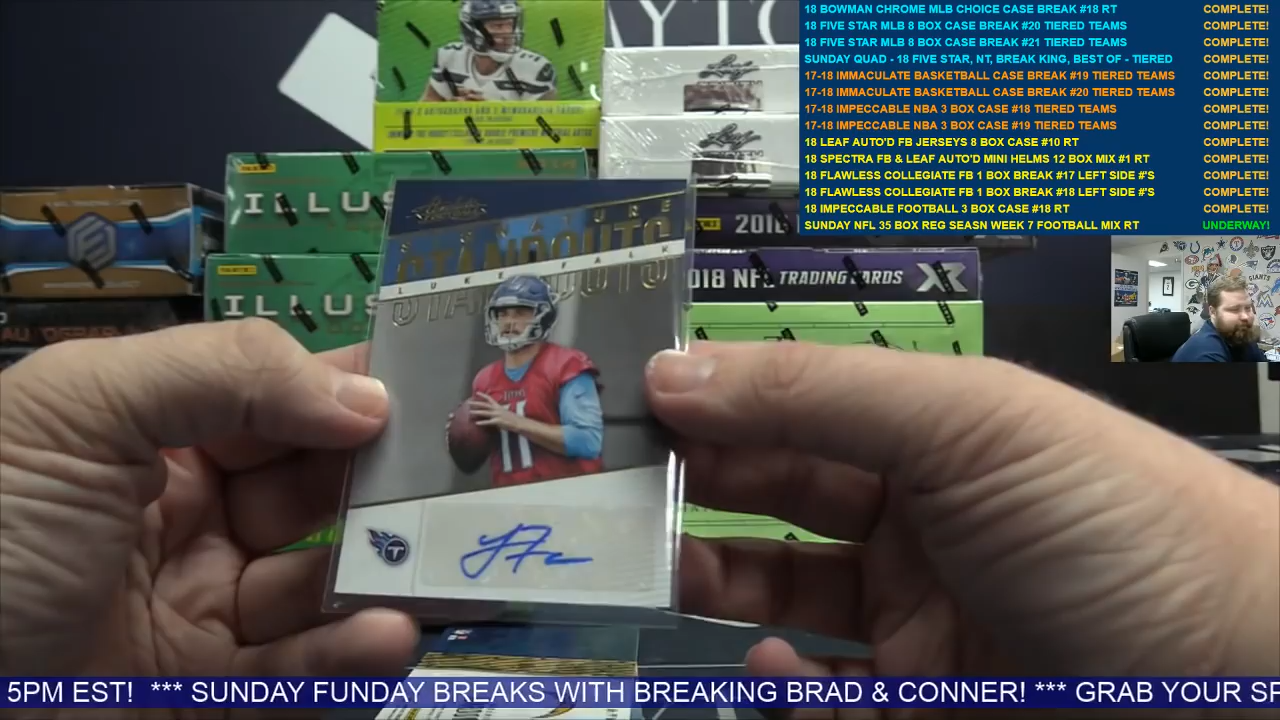 18 BOWMAN CHROME MLB CHOICE CASE BREAK #18 RT COMPLETE!
18 FIVE STAR MLB 8 BOX CASE BREAK #20 TIERED TEAMS COMPLETE!
18 FIVE STAR MLB 8 BOX CASE BREAK #21 TIERED TEAMS COMPLETE!
SUNDAY QUAD - 18 FIVE STAR, NT, BREAK KING, BEST OF - TIERED COMPLETE!
17-18 IMMACULATE BASKETBALL CASE BREAK #19 TIERED TEAMS COMPLETE!
17-18 IMMACULATE BASKETBALL CASE BREAK #20 TIERED TEAMS COMPLETE!
17-18 IMPECCABLE NBA 3 BOX CASE #18 TIERED TEAMS COMPLETE!
17-18 IMPECCABLE NBA 3 BOX CASE #19 TIERED TEAMS COMPLETE!
18 LEAF AUTO'D FB JERSEYS 8 BOX CASE #10 RT COMPLETE!
18 SPECTRA FB & LEAF AUTO'D MINI HELMS 12 BOX MIX #1 RT COMPLETE!
18 FLAWLESS COLLEGIATE FB 1 BOX BREAK #17 LEFT SIDE #'S COMPLETE!
18 FLAWLESS COLLEGIATE FB 1 BOX BREAK #18 LEFT SIDE #'S COMPLETE!
18 IMPECCABLE FOOTBALL 3 BOX CASE #18 RT COMPLETE!
SUNDAY NFL 35 BOX REG SEASN WEEK 7 FOOTBALL MIX RT UNDERWAY!
Leaf
Leaf
ILLUS
ILLUS
2018
2018 NFL TRADING CARDS XR
Absolute
SIGNATURE
STANDOUTS
LUKE FALK
TITANS
11
T
GIANTS
5PM EST! *** SUNDAY FUNDAY BREAKS WITH BREAKING BRAD & CONNER! *** GRAB YOUR SP